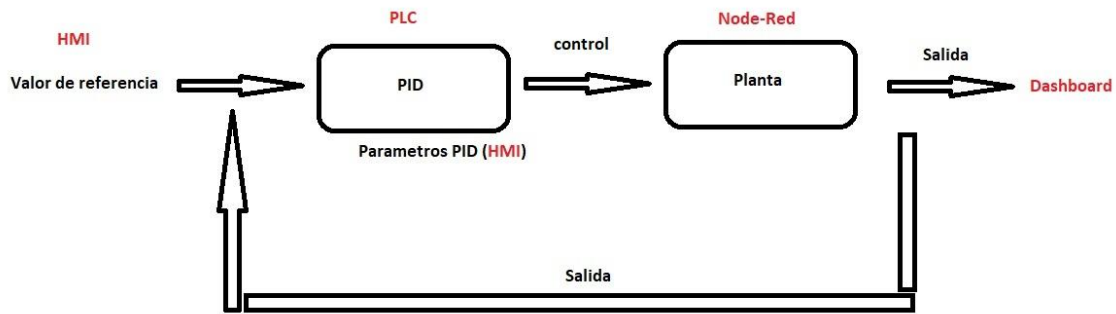 HMI
Valor de referencia
PLC
PID
Parametros PID (HMI)
control
Node-Red
Planta
Salida
Dashboard
Salida